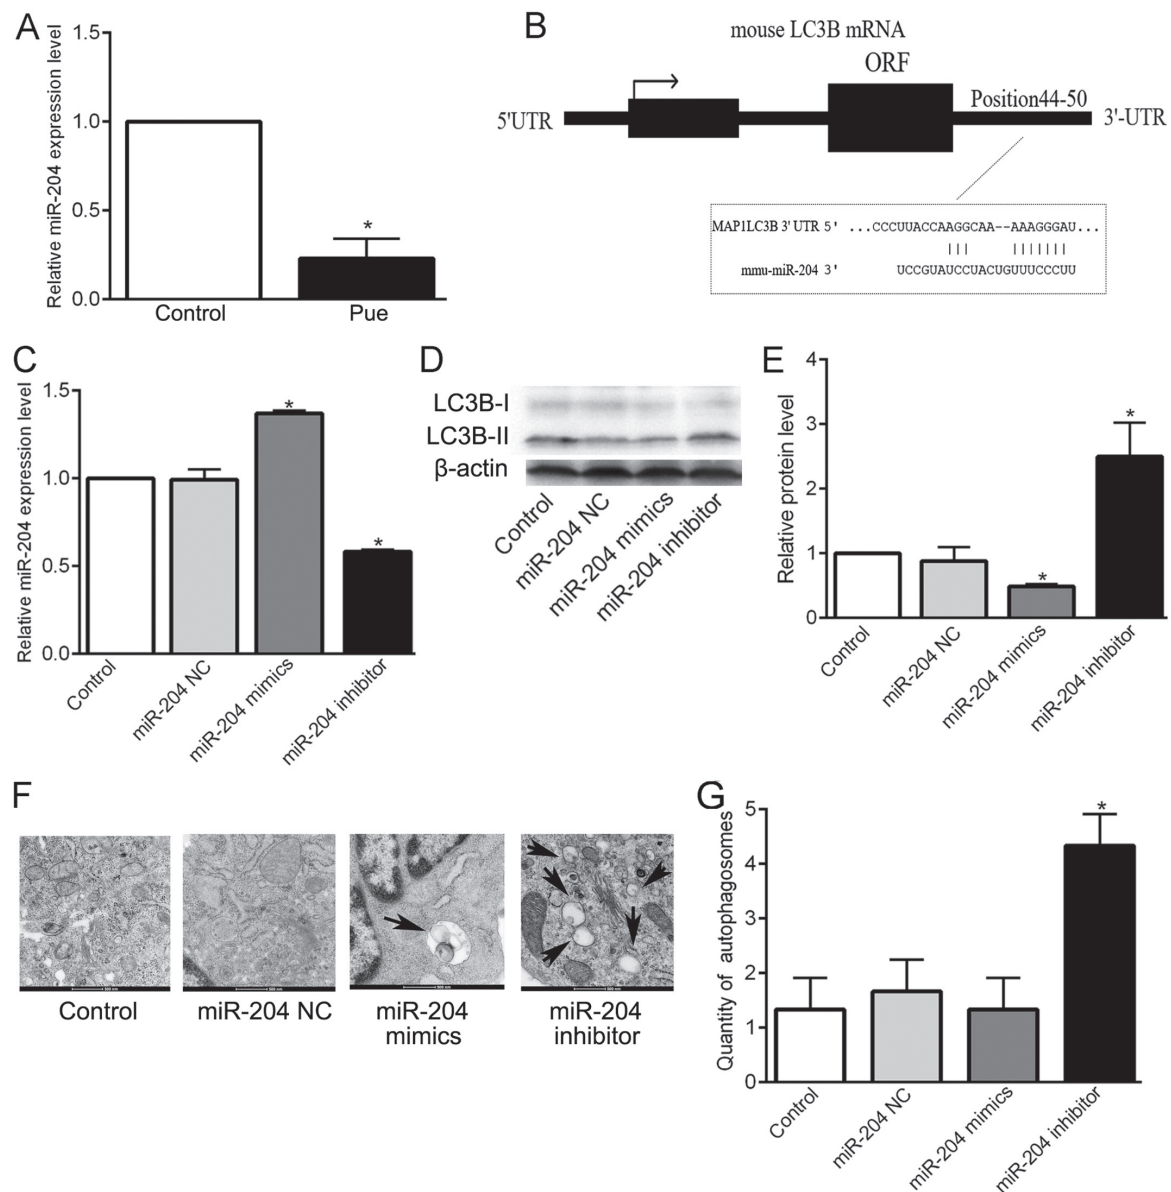 A
Relative miR-204 expression level
1.5
1.0
0.5
0.0
*
Control
Pue
B
mouse LC3B mRNA
ORF
Position44-50
5'UTR
3'-UTR
MAP1LC3B 3' UTR 5' ...CCCUUACCAAGGCAA--AAAGGGAU...
||| |||||||
mmu-miR-204 3' UCCGUAUCCUACUGUUUCCCUU
C
Relative miR-204 expression level
1.5
1.0
0.5
0.0
*
*
Control
miR-204 NC
miR-204 mimics
miR-204 inhibitor
D
LC3B-I
LC3B-II
β-actin
Control
miR-204 NC
miR-204 mimics
miR-204 inhibitor
E
Relative protein level
4
3
2
1
0
*
*
Control
miR-204 NC
miR-204 mimics
miR-204 inhibitor
F
Control
miR-204 NC
miR-204
mimics
miR-204
inhibitor
G
Quantity of autophagosomes
5
4
3
2
1
0
*
Control
miR-204 NC
miR-204 mimics
miR-204 inhibitor